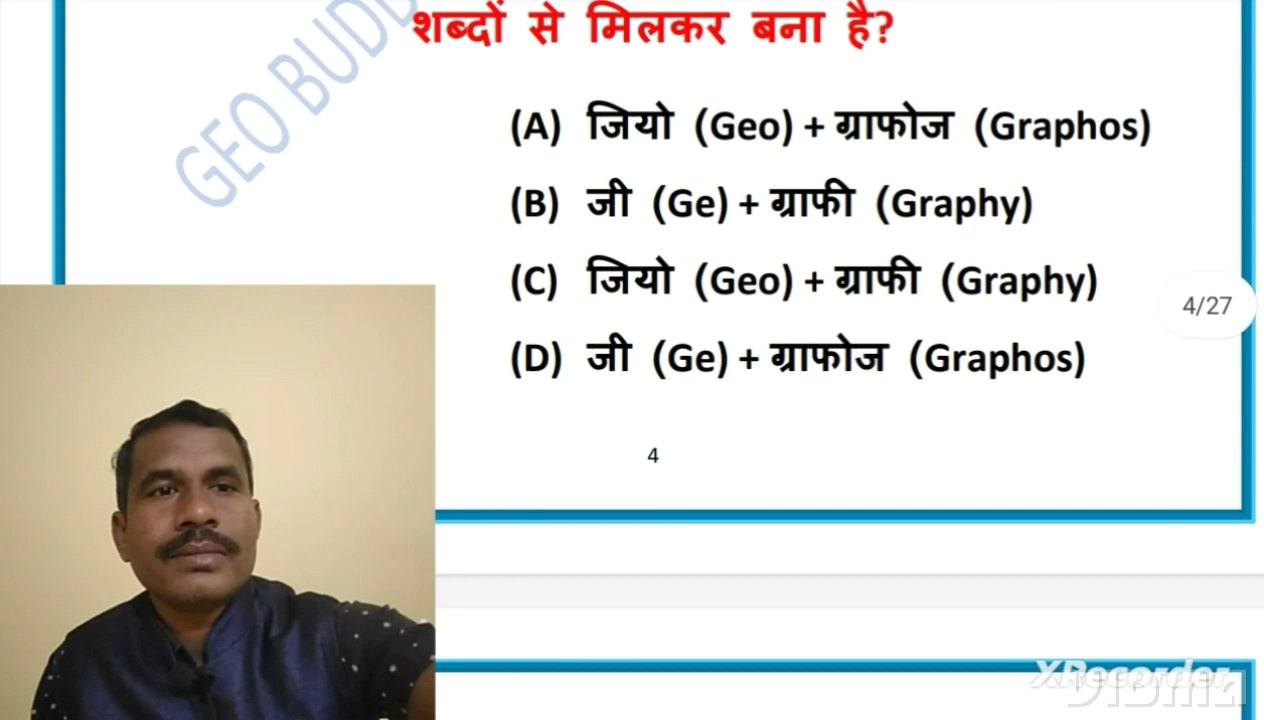 शब्दों से मिलकर बना है?
GEO BUDD
(A) जियो (Geo) + ग्राफोज (Graphos)
(B) जी (Ge) + ग्राफी (Graphy)
(C) जियो (Geo) + ग्राफी (Graphy)
4/27
(D) जी (Ge) + ग्राफोज (Graphos)
4
XRecorder